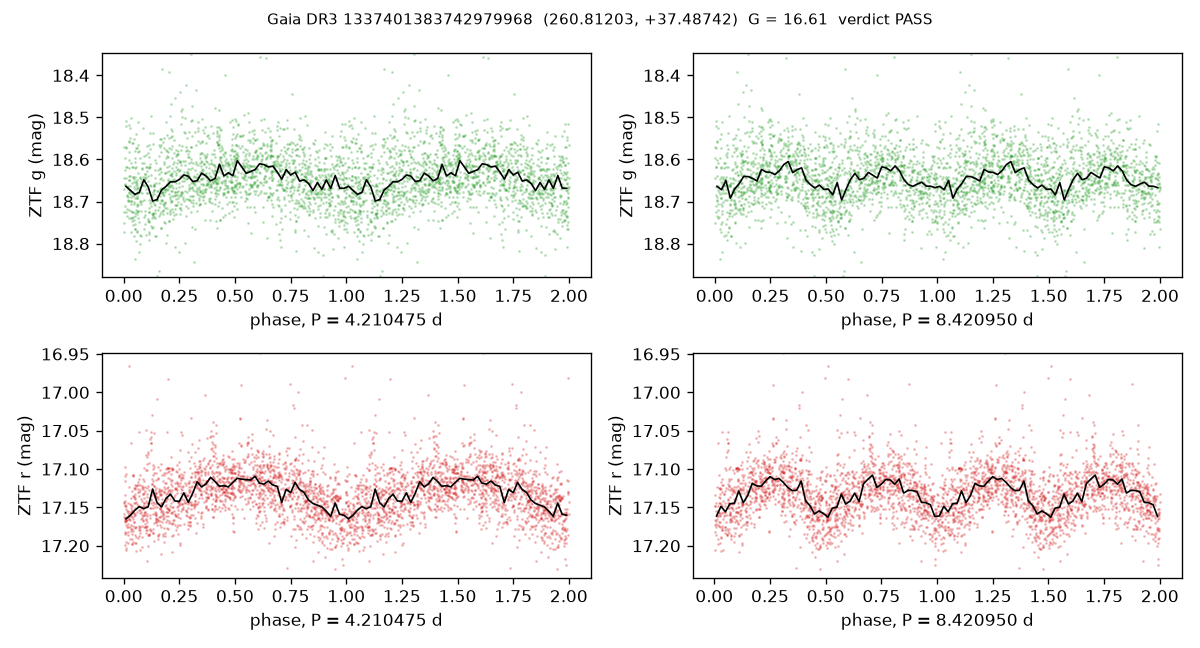 Gaia DR3 1337401383742979968 (260.81203, +37.48742) G = 16.61 verdict PASS
ZTF g (mag)
18.4
18.5
18.6
18.7
18.8
0.00 0.25 0.50 0.75 1.00 1.25 1.50 1.75 2.00
phase, P = 4.210475 d
ZTF g (mag)
18.4
18.5
18.6
18.7
18.8
0.00 0.25 0.50 0.75 1.00 1.25 1.50 1.75 2.00
phase, P = 8.420950 d
ZTF r (mag)
16.95
17.00
17.05
17.10
17.15
17.20
0.00 0.25 0.50 0.75 1.00 1.25 1.50 1.75 2.00
phase, P = 4.210475 d
ZTF r (mag)
16.95
17.00
17.05
17.10
17.15
17.20
0.00 0.25 0.50 0.75 1.00 1.25 1.50 1.75 2.00
phase, P = 8.420950 d